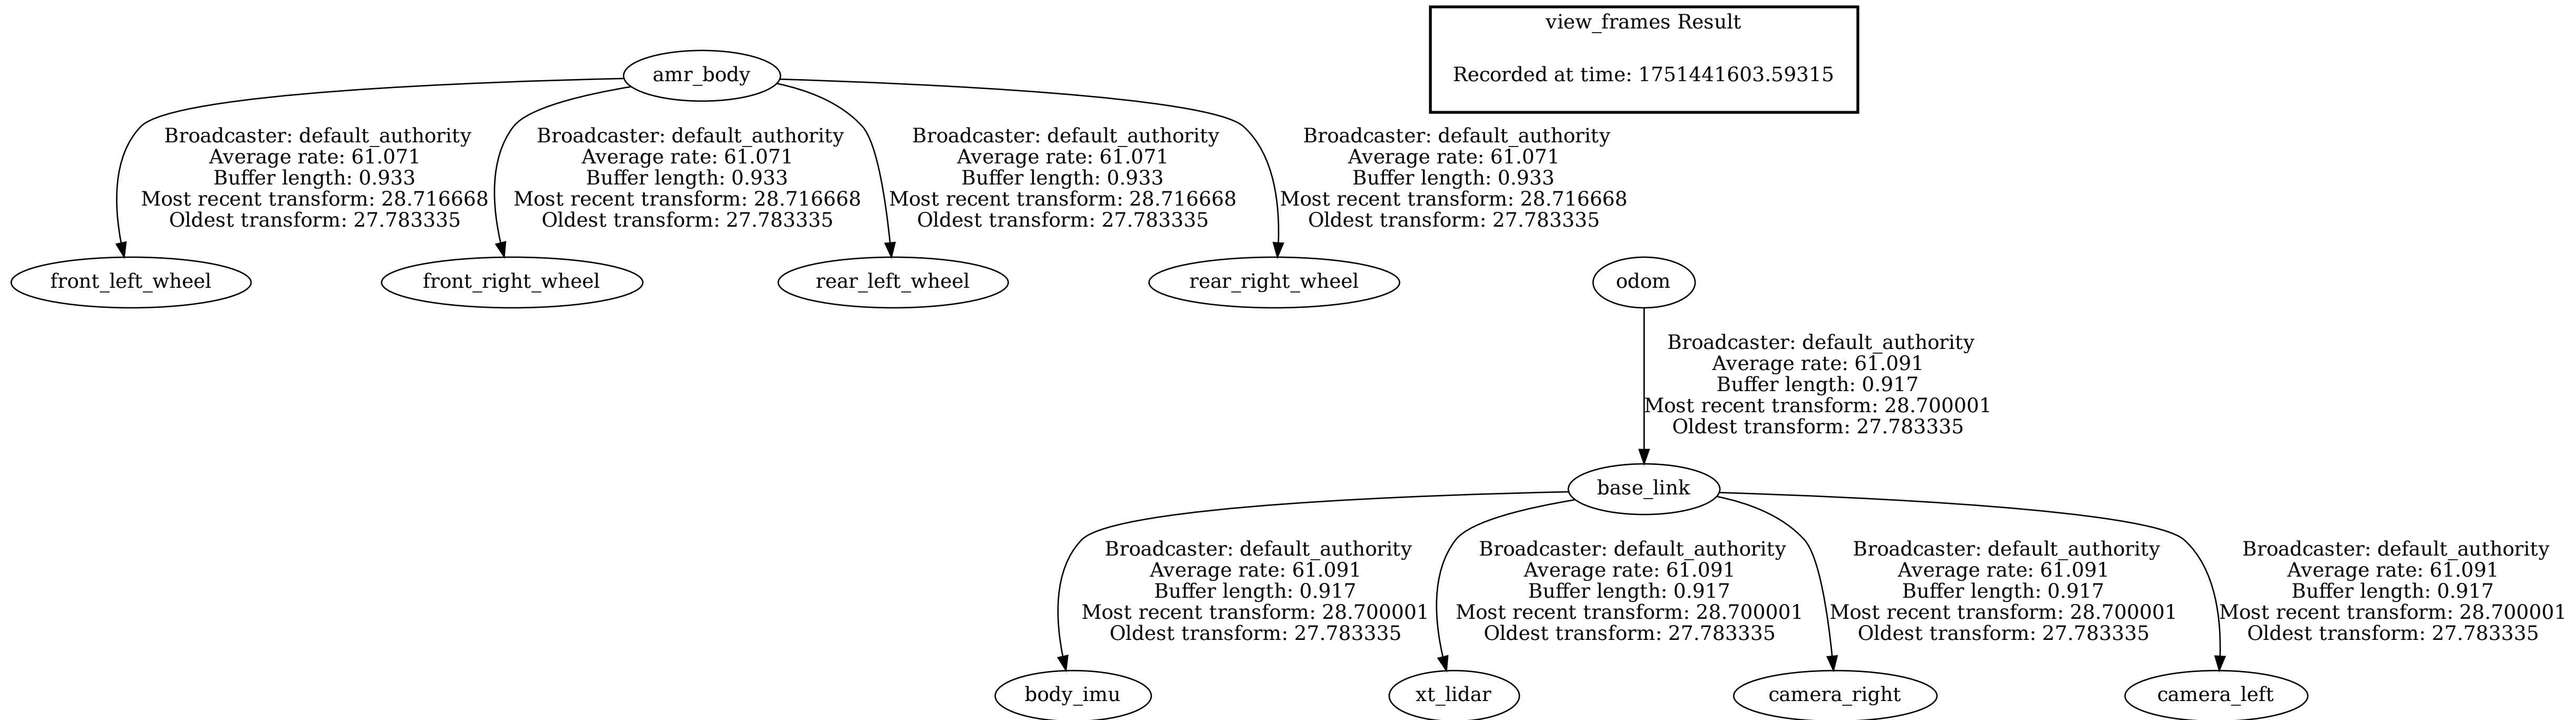 view_frames Result
Recorded at time: 1751441603.59315
amr_body
Broadcaster: default_authority
Average rate: 61.071
Buffer length: 0.933
Most recent transform: 28.716668
Oldest transform: 27.783335
Broadcaster: default_authority
Average rate: 61.071
Buffer length: 0.933
Most recent transform: 28.716668
Oldest transform: 27.783335
Broadcaster: default_authority
Average rate: 61.071
Buffer length: 0.933
Most recent transform: 28.716668
Oldest transform: 27.783335
Broadcaster: default_authority
Average rate: 61.071
Buffer length: 0.933
Most recent transform: 28.716668
Oldest transform: 27.783335
front_left_wheel
front_right_wheel
rear_left_wheel
rear_right_wheel
odom
Broadcaster: default_authority
Average rate: 61.091
Buffer length: 0.917
Most recent transform: 28.700001
Oldest transform: 27.783335
base_link
Broadcaster: default_authority
Average rate: 61.091
Buffer length: 0.917
Most recent transform: 28.700001
Oldest transform: 27.783335
Broadcaster: default_authority
Average rate: 61.091
Buffer length: 0.917
Most recent transform: 28.700001
Oldest transform: 27.783335
Broadcaster: default_authority
Average rate: 61.091
Buffer length: 0.917
Most recent transform: 28.700001
Oldest transform: 27.783335
Broadcaster: default_authority
Average rate: 61.091
Buffer length: 0.917
Most recent transform: 28.700001
Oldest transform: 27.783335
body_imu
xt_lidar
camera_right
camera_left